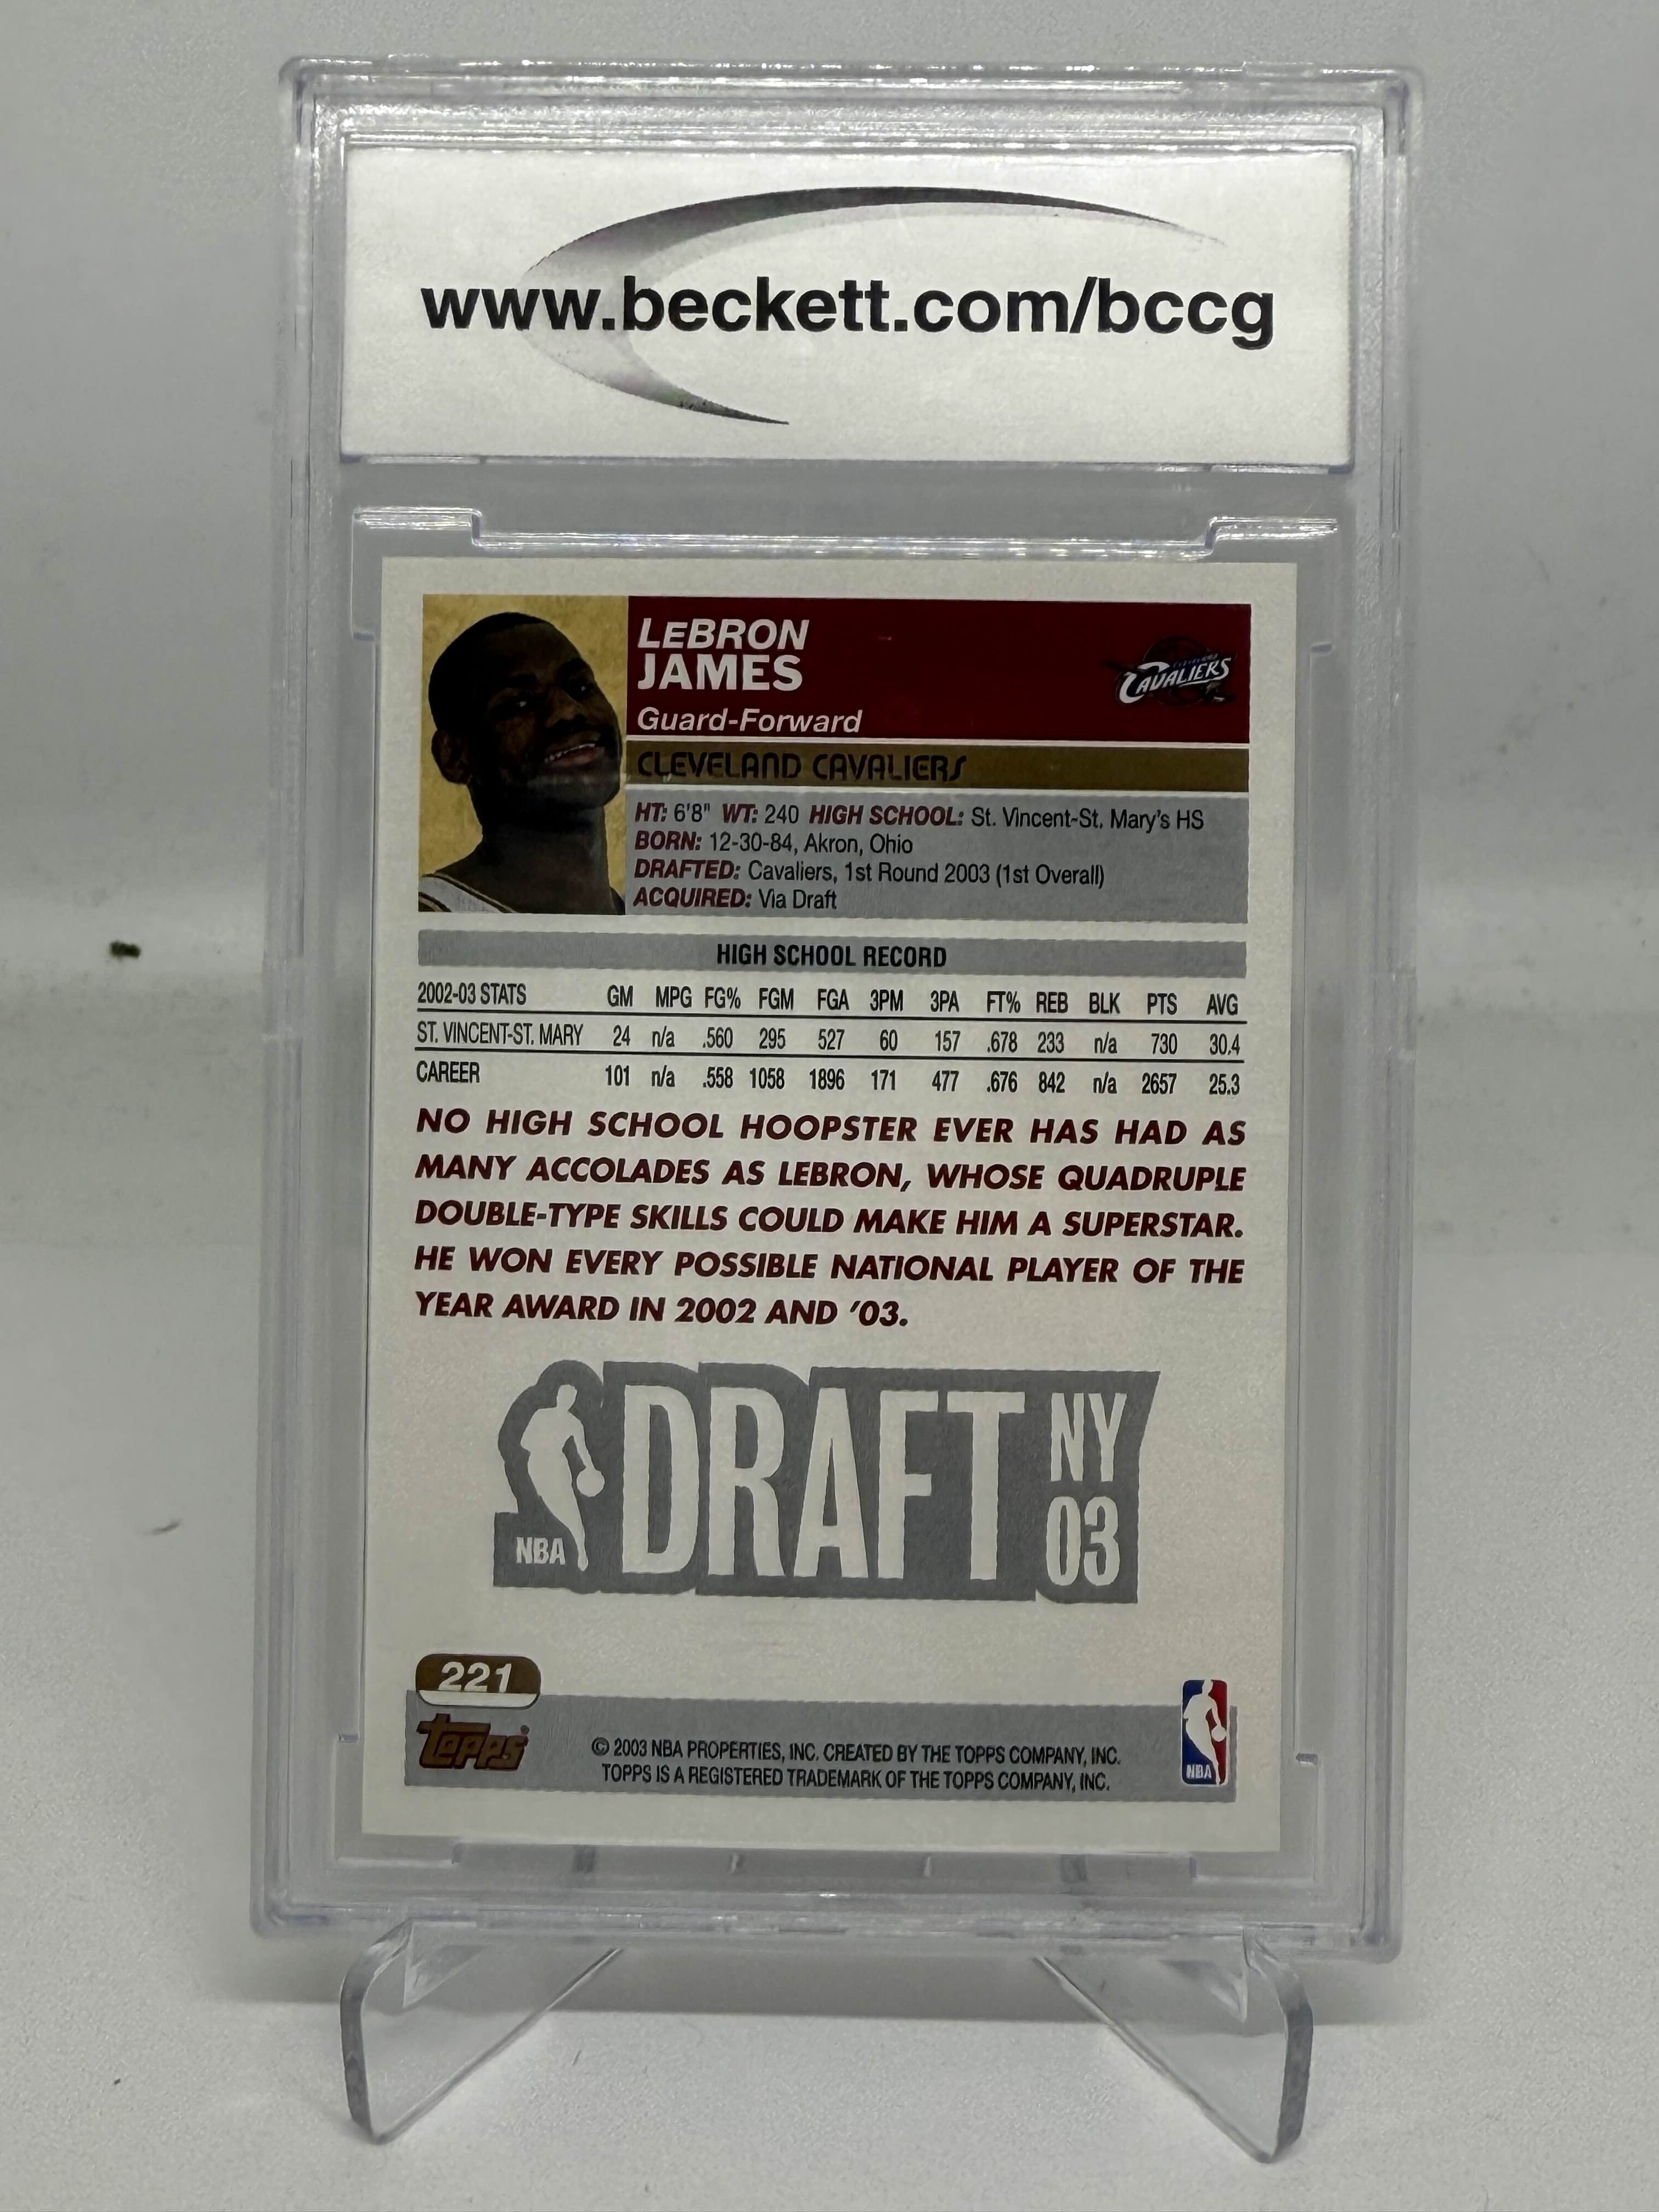 www.beckett.com/bccg
LEBRON
JAMES
Guard-Forward
CAVALIERS
CLEVELAND CAVALIERS
HT: 6'8" WT: 240 HIGH SCHOOL: St. Vincent-St. Mary's HS
BORN: 12-30-84, Akron, Ohio
DRAFTED: Cavaliers, 1st Round 2003 (1st Overall)
ACQUIRED: Via Draft
HIGH SCHOOL RECORD
2002-03 STATS GM MPG FG% FGM FGA 3PM 3PA FT% REB BLK PTS AVG
ST. VINCENT-ST. MARY 24 n/a .560 295 527 60 157 .678 233 n/a 730 30.4
CAREER 101 n/a .558 1058 1896 171 477 .676 842 n/a 2657 25.3
NO HIGH SCHOOL HOOPSTER EVER HAS HAD AS
MANY ACCOLADES AS LEBRON, WHOSE QUADRUPLE
DOUBLE-TYPE SKILLS COULD MAKE HIM A SUPERSTAR.
HE WON EVERY POSSIBLE NATIONAL PLAYER OF THE
YEAR AWARD IN 2002 AND '03.
NBA DRAFT NY
03
221
topps®
© 2003 NBA PROPERTIES, INC. CREATED BY THE TOPPS COMPANY, INC.
TOPPS IS A REGISTERED TRADEMARK OF THE TOPPS COMPANY, INC.
NBA